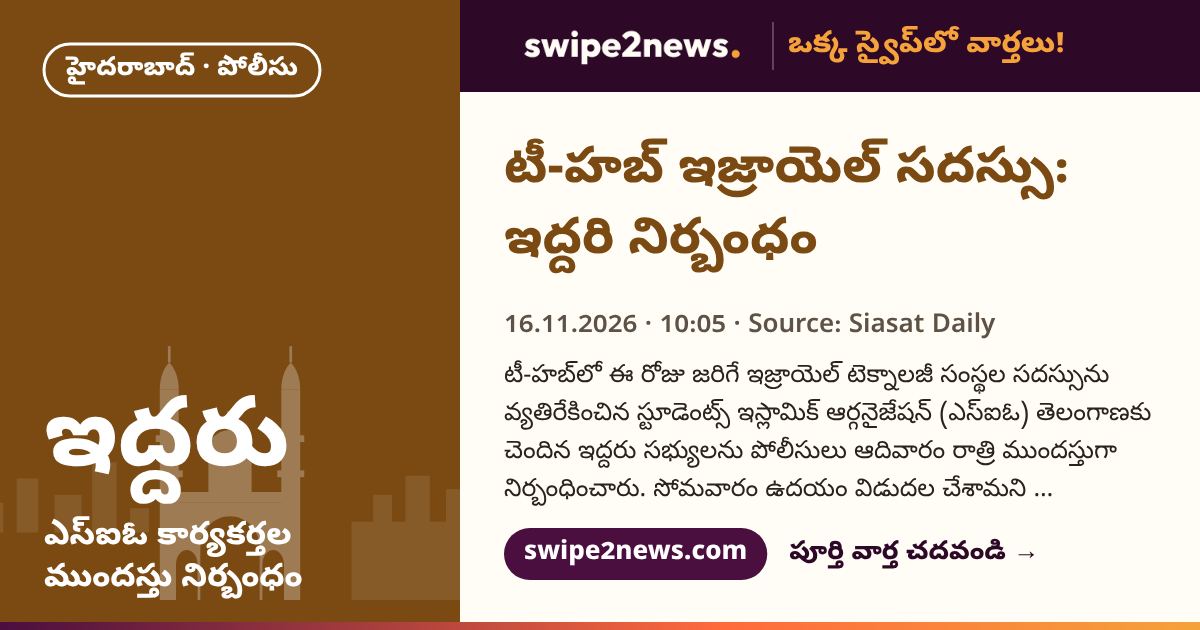 హైదరాబాద్ · పోలీసు
ఇద్దరు
ఎస్ఐఓ కార్యకర్తల
ముందస్తు నిర్బంధం
swipe2news.
ఒక్క స్వైప్‌లో వార్తలు!
టీ-హబ్ ఇజ్రాయెల్ సదస్సు:
ఇద్దరి నిర్బంధం
16.11.2026 · 10:05 · Source: Siasat Daily
టీ-హబ్‌లో ఈ రోజు జరిగే ఇజ్రాయెల్ టెక్నాలజీ సంస్థల సదస్సును
వ్యతిరేకించిన స్టూడెంట్స్ ఇస్లామిక్ ఆర్గనైజేషన్ (ఎస్ఐఓ) తెలంగాణకు
చెందిన ఇద్దరు సభ్యులను పోలీసులు ఆదివారం రాత్రి ముందస్తుగా
నిర్బంధించారు. సోమవారం ఉదయం విడుదల చేశామని ...
swipe2news.com
పూర్తి వార్త చదవండి →